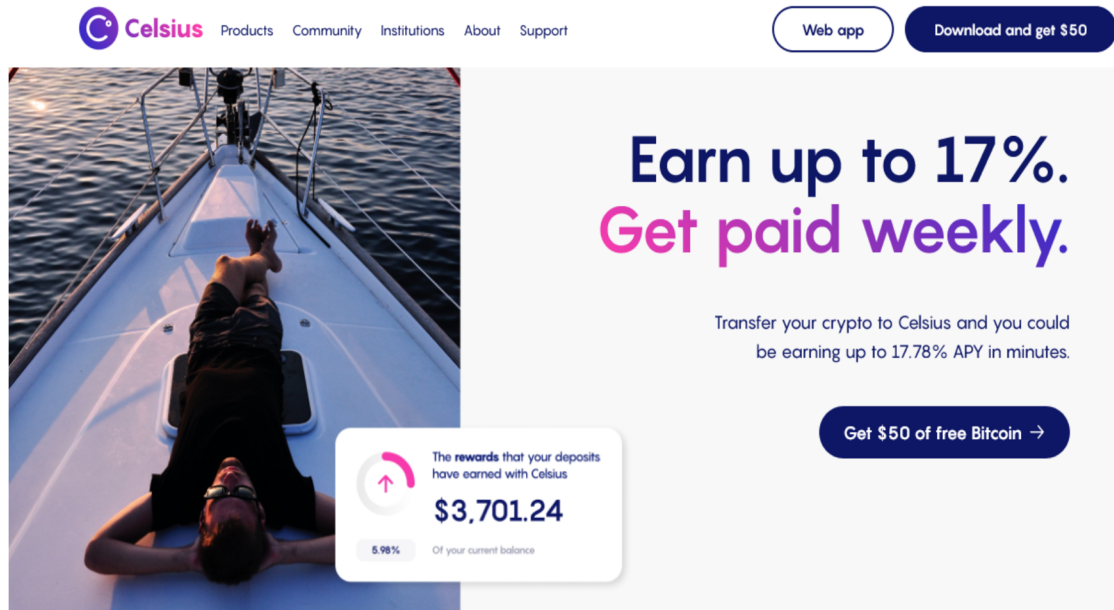 Celsius
Products Community Institutions About Support
Web app
Download and get $50
Earn up to 17%.
Get paid weekly.
Transfer your crypto to Celsius and you could
be earning up to 17.78% APY in minutes.
Get $50 of free Bitcoin →
The rewards that your deposits
have earned with Celsius
$3,701.24
5.98% Of your current balance